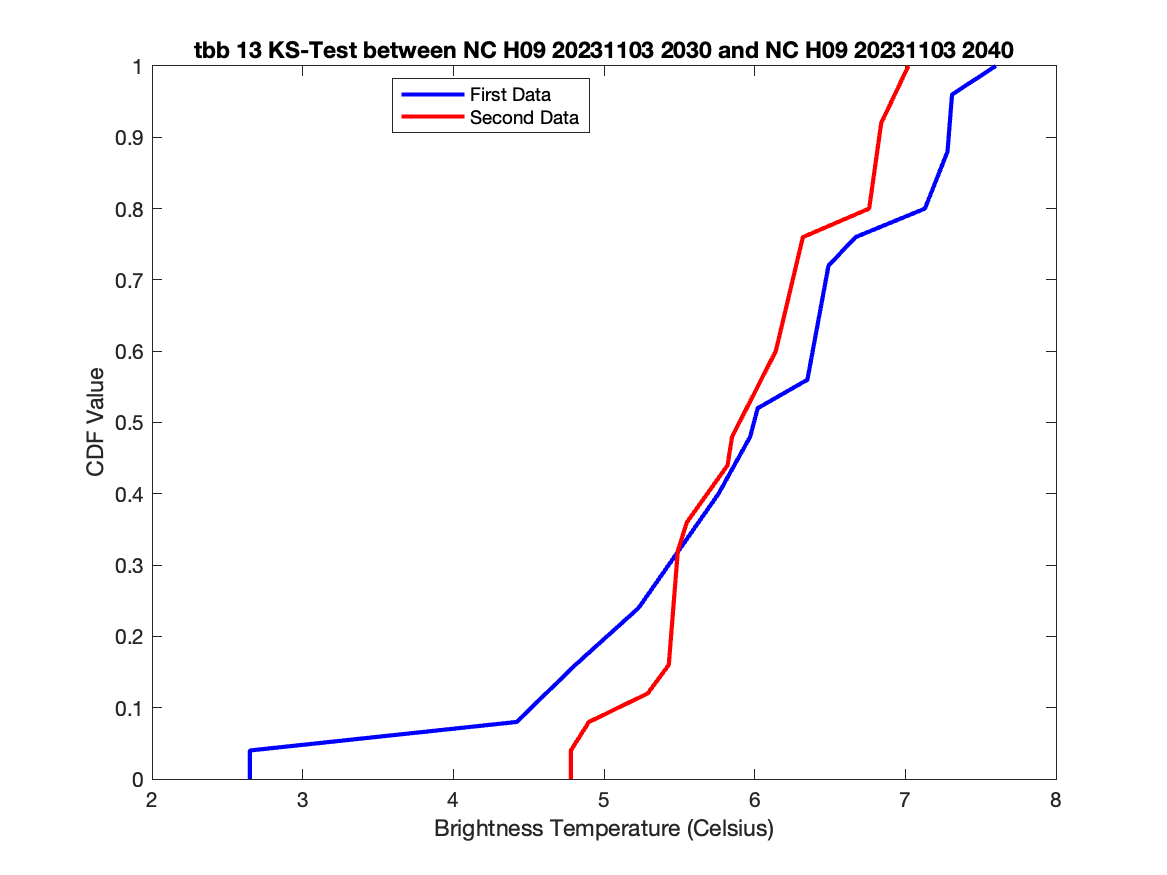 tbb 13 KS-Test between NC H09 20231103 2030 and NC H09 20231103 2040
First Data
Second Data
1
0.9
0.8
0.7
0.6
0.5
0.4
0.3
0.2
0.1
0
CDF Value
2 3 4 5 6 7 8
Brightness Temperature (Celsius)